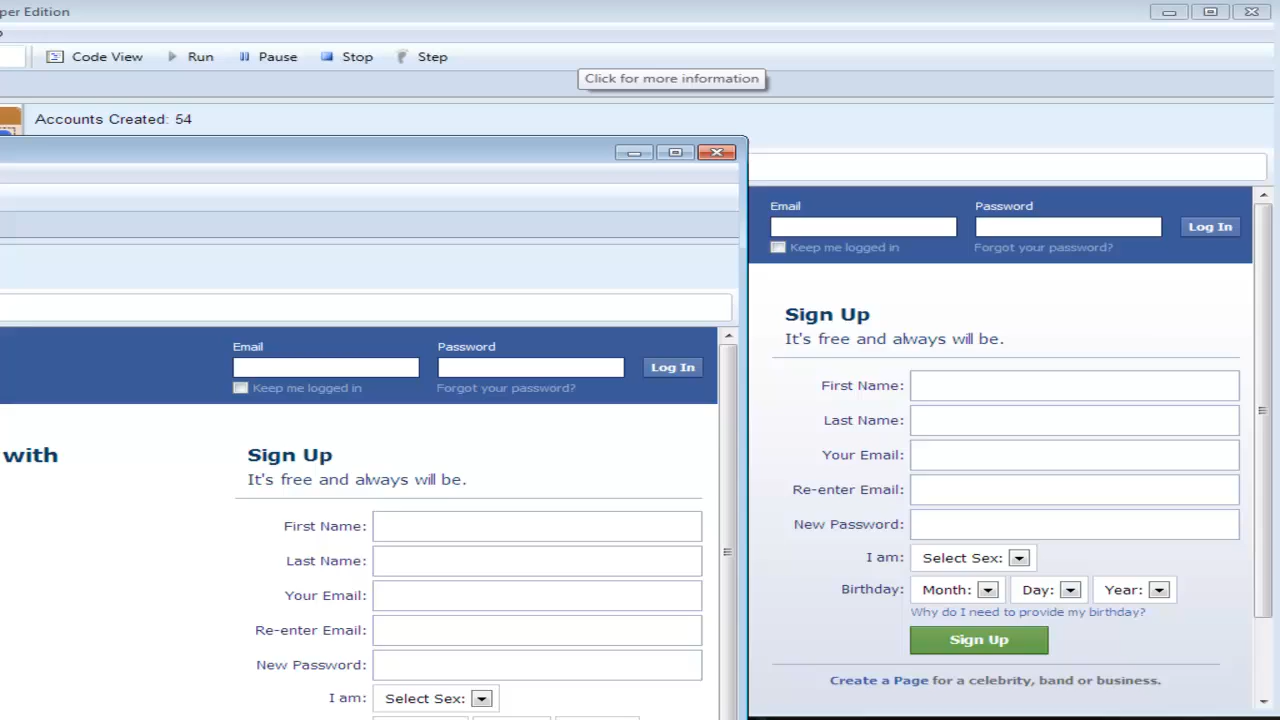 per Edition
Code View Run Pause Stop Step
Click for more information
Accounts Created: 54
Email Password
Log In
Keep me logged in Forgot your password?
Sign Up
It's free and always will be.
First Name:
Last Name:
Your Email:
Re-enter Email:
New Password:
I am: Select Sex:
Birthday: Month: Day: Year:
Why do I need to provide my birthday?
Sign Up
Create a Page for a celebrity, band or business.
Email Password
Log In
Keep me logged in Forgot your password?
with
Sign Up
It's free and always will be.
First Name:
Last Name:
Your Email:
Re-enter Email:
New Password:
I am: Select Sex: